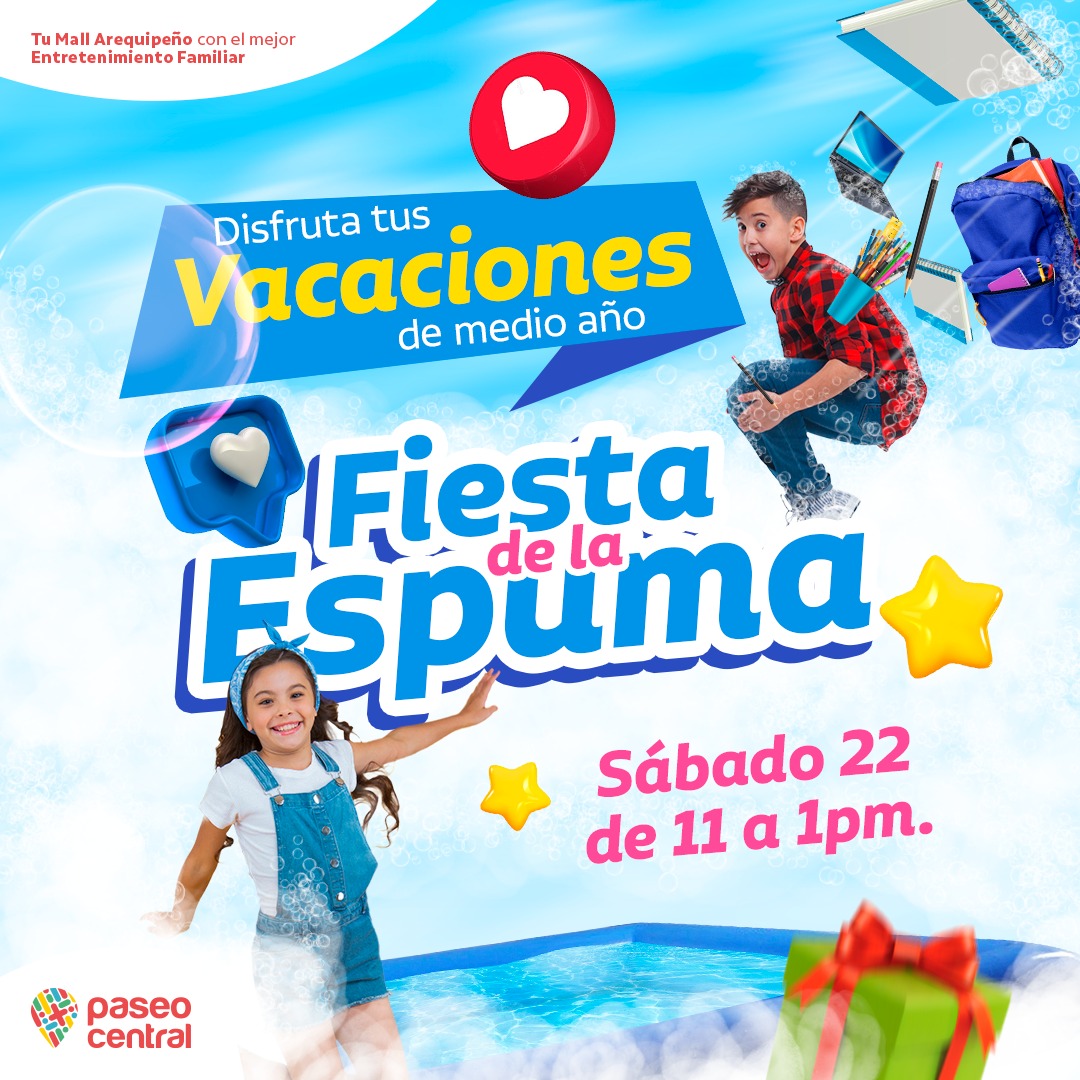 Tu Mall Arequipeño con el mejor
Entretenimiento Familiar
Disfruta tus
Vacaciones
de medio año
Fiesta
de la
Espuma
Sábado 22
de 11 a 1pm.
paseo
central